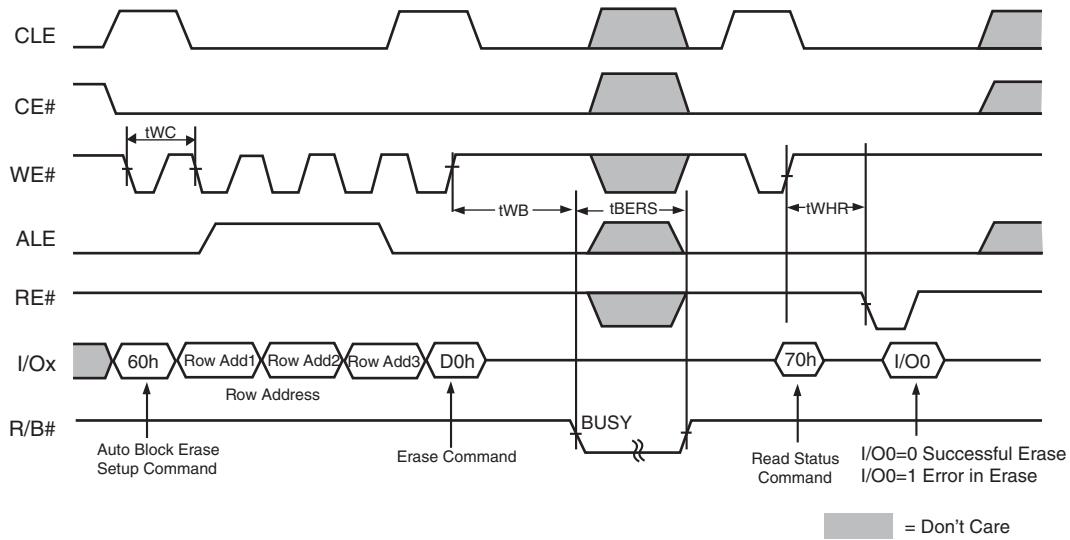 CLE
CE#
tWC
WE#
tWB
tBERS
tWHR
ALE
RE#
I/Ox
60h
Row Add1
Row Add2
Row Add3
D0h
70h
I/O0
Row Address
R/B#
BUSY
Auto Block Erase
Setup Command
Erase Command
Read Status
Command
I/O0=0 Successful Erase
I/O0=1 Error in Erase
= Don't Care